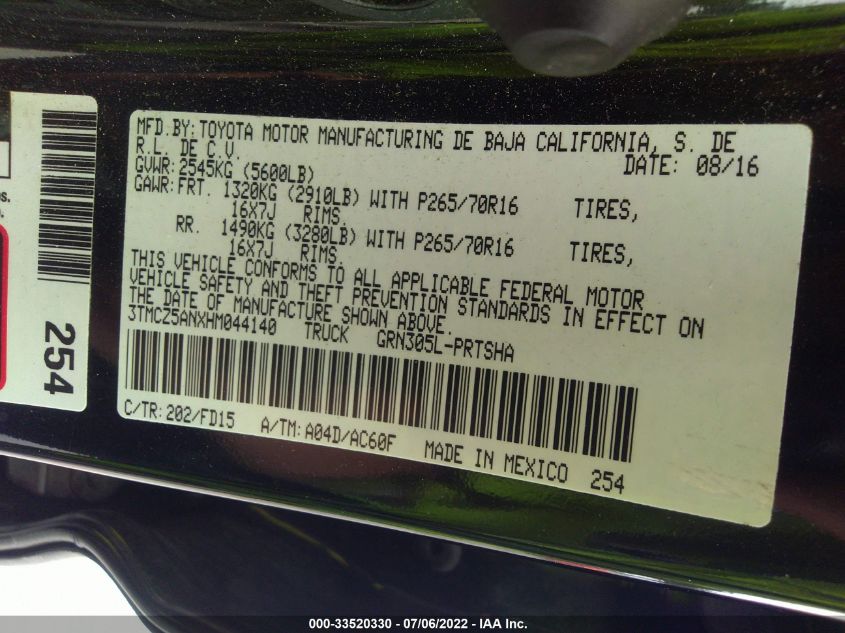 MFD.BY: TOYOTA MOTOR MANUFACTURING DE BAJA CALIFORNIA, S. DE
R.L. DE C.V. DATE: 08/16
GVWR: 2545KG (5600LB)
GAWR: FRT. 1320KG (2910LB) WITH P265/70R16 TIRES,
16X7J RIMS.
RR. 1490KG (3280LB) WITH P265/70R16 TIRES,
16X7J RIMS.
THIS VEHICLE CONFORMS TO ALL APPLICABLE FEDERAL MOTOR
VEHICLE SAFETY AND THEFT PREVENTION STANDARDS IN EFFECT ON
THE DATE OF MANUFACTURE SHOWN ABOVE.
3TMCZ5ANXHM044140 TRUCK GRN305L-PRTSHA
C/TR: 202/FD15 A/TM: A04D/AC60F MADE IN MEXICO 254
254
000-33520330 - 07/06/2022 - IAA Inc.